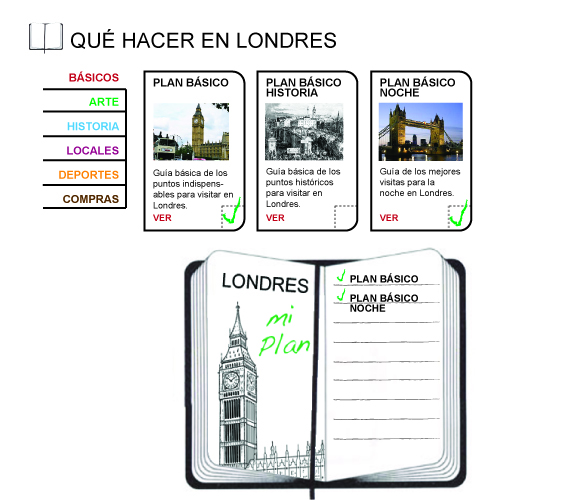 QUÉ HACER EN LONDRES
BÁSICOS
ARTE
HISTORIA
LOCALES
DEPORTES
COMPRAS
PLAN BÁSICO
Guía básica de los
puntos indispens-
ables para visitar en
Londres.
VER
PLAN BÁSICO
HISTORIA
Guía básica de los
puntos históricos
para visitar en
Londres.
VER
PLAN BÁSICO
NOCHE
Guía de los mejores
visitas para la
noche en Londres.
VER
LONDRES
mi
Plan
PLAN BÁSICO
PLAN BÁSICO
NOCHE